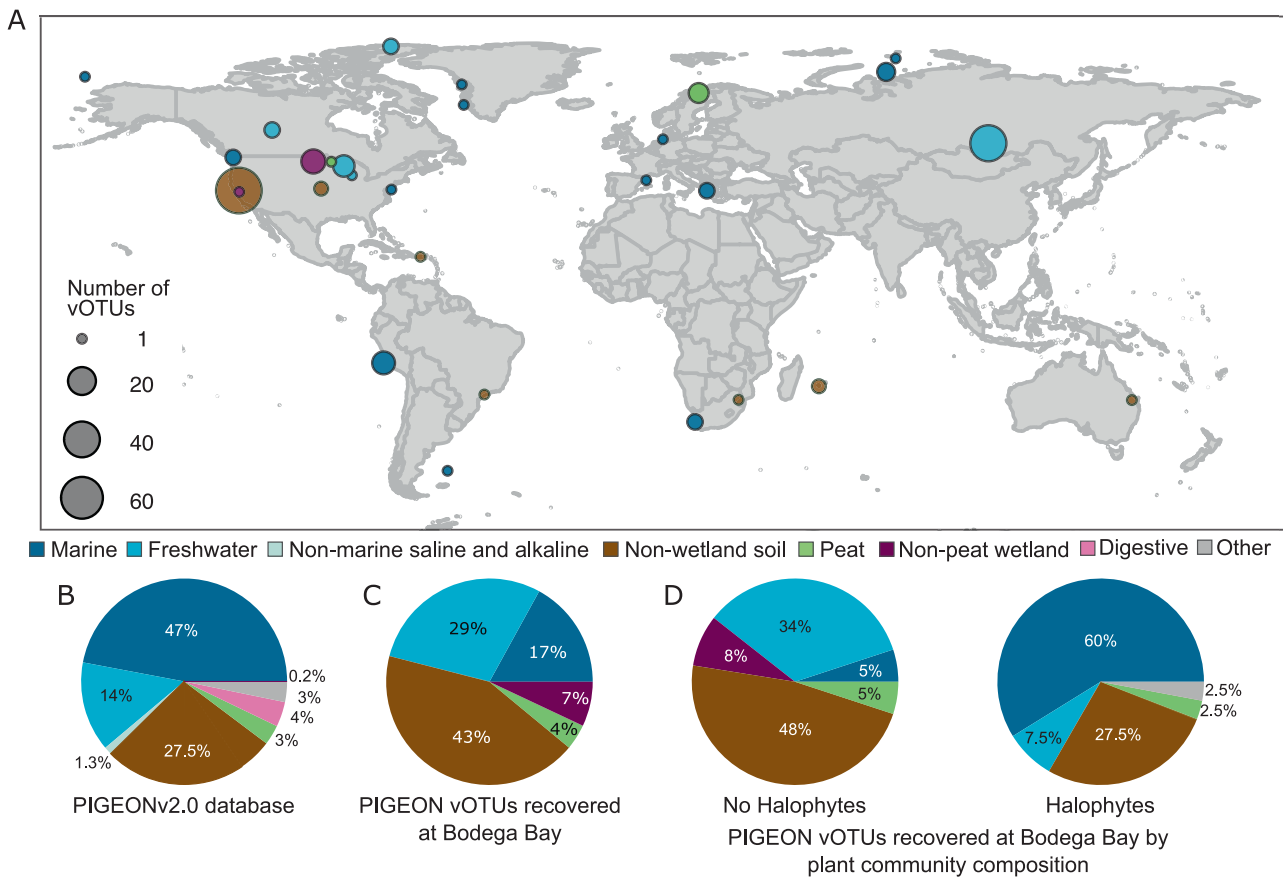 A
Number of
vOTUs
1
20
40
60
Marine Freshwater Non-marine saline and alkaline Non-wetland soil Peat Non-peat wetland Digestive Other
B
47%
0.2%
3%
4%
3%
27.5%
1.3%
14%
PIGEONv2.0 database
C
29%
17%
7%
4%
43%
PIGEON vOTUs recovered
at Bodega Bay
D
34%
5%
5%
48%
8%
No Halophytes
60%
2.5%
2.5%
27.5%
7.5%
Halophytes
PIGEON vOTUs recovered at Bodega Bay by
plant community composition